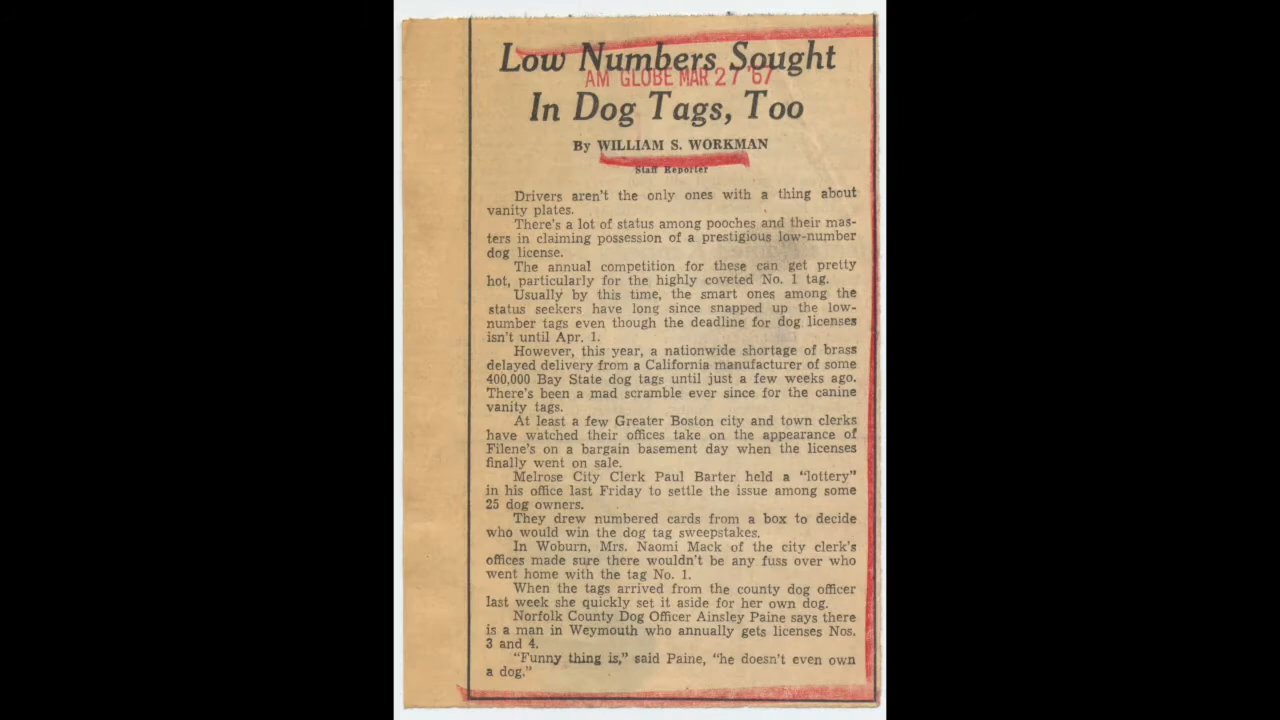 Low Numbers Sought
AM GLOBE MAR 27 '67
In Dog Tags, Too
By WILLIAM S. WORKMAN
Staff Reporter
Drivers aren't the only ones with a thing about
vanity plates.
There's a lot of status among pooches and their mas-
ters in claiming possession of a prestigious low-number
dog license.
The annual competition for these can get pretty
hot, particularly for the highly coveted No. 1 tag.
Usually by this time, the smart ones among the
status seekers have long since snapped up the low-
number tags even though the deadline for dog licenses
isn't until Apr. 1.
However, this year, a nationwide shortage of brass
delayed delivery from a California manufacturer of some
400,000 Bay State dog tags until just a few weeks ago.
There's been a mad scramble ever since for the canine
vanity tags.
At least a few Greater Boston city and town clerks
have watched their offices take on the appearance of
Filene's on a bargain basement day when the licenses
finally went on sale.
Melrose City Clerk Paul Barter held a "lottery"
in his office last Friday to settle the issue among some
25 dog owners.
They drew numbered cards from a box to decide
who would win the dog tag sweepstakes.
In Woburn, Mrs. Naomi Mack of the city clerk's
offices made sure there wouldn't be any fuss over who
went home with the tag No. 1.
When the tags arrived from the county dog officer
last week she quickly set it aside for her own dog.
Norfolk County Dog Officer Ainsley Paine says there
is a man in Weymouth who annually gets licenses Nos.
3 and 4.
"Funny thing is," said Paine, "he doesn't even own
a dog."